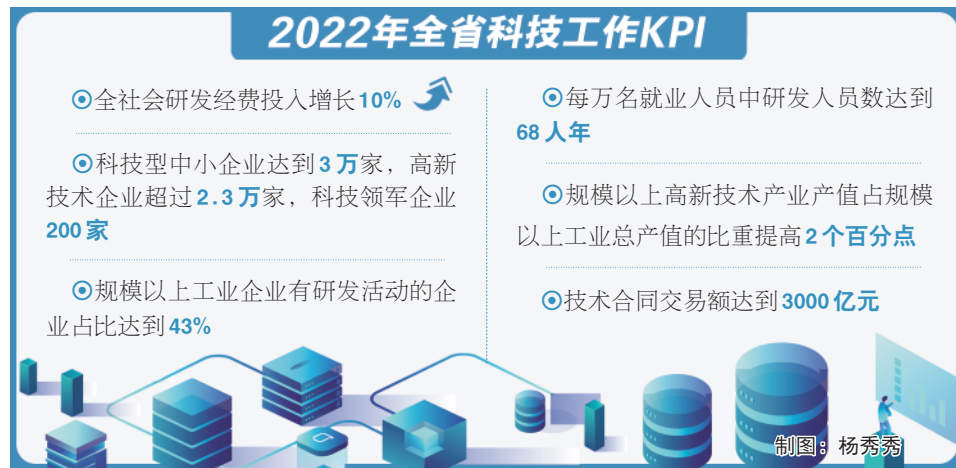 2022年全省科技工作KPI
⊙全社会研发经费投入增长10%
⊙科技型中小企业达到3万家，高新
技术企业超过2.3万家，科技领军企业
200家
⊙规模以上工业企业有研发活动的企
业占比达到43%
⊙每万名就业人员中研发人员数达到
68人年
⊙规模以上高新技术产业产值占规模
以上工业总产值的比重提高2个百分点
⊙技术合同交易额达到3000亿元
制图：杨秀秀